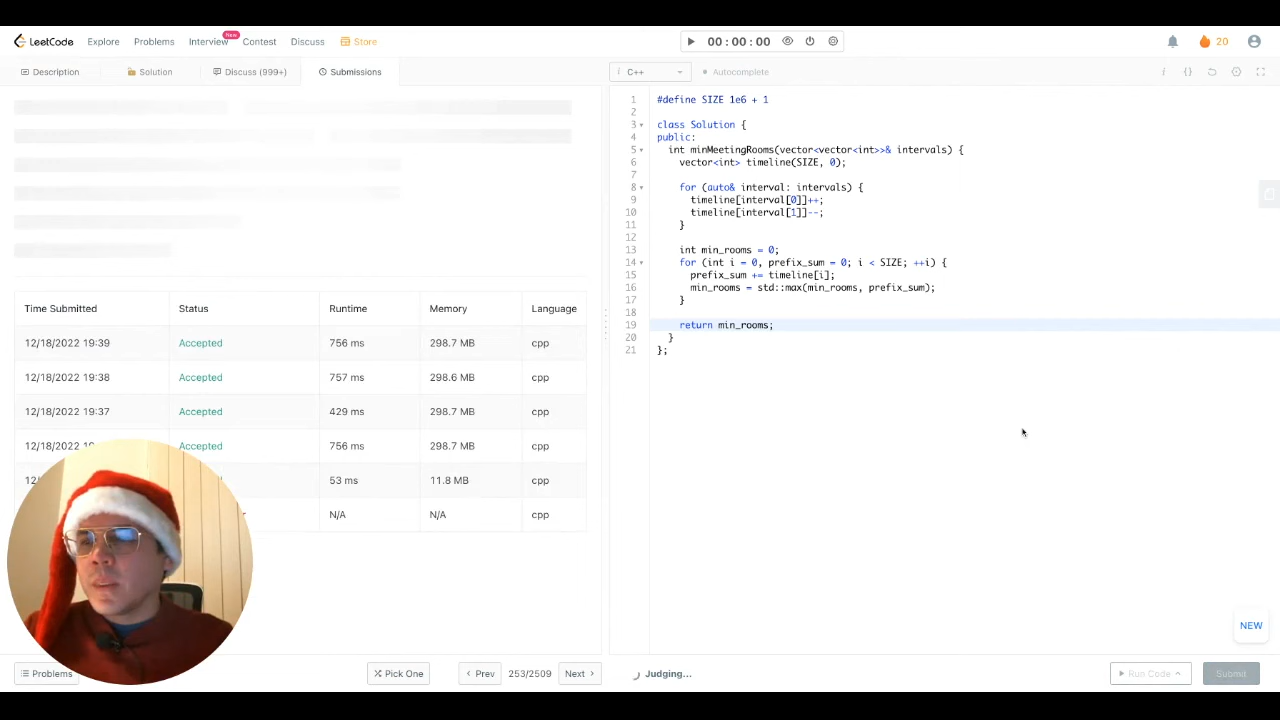 LeetCode
Explore
Problems
Interview
New
Contest
Discuss
Store
00 : 00 : 00
20
Description
Solution
Discuss (999+)
Submissions
i C++
Autocomplete
Time Submitted Status Runtime Memory Language
12/18/2022 19:39 Accepted 756 ms 298.7 MB cpp
12/18/2022 19:38 Accepted 757 ms 298.6 MB cpp
12/18/2022 19:37 Accepted 429 ms 298.7 MB cpp
12/18/2022 Accepted 756 ms 298.7 MB cpp
53 ms 11.8 MB cpp
N/A N/A cpp
Problems
Pick One
Prev
253/2509
Next
1 #define SIZE 1e6 + 1
2
3 class Solution {
4 public:
5 int minMeetingRooms(vector<vector<int>>& intervals) {
6 vector<int> timeline(SIZE, 0);
7
8 for (auto& interval: intervals) {
9 timeline[interval[0]]++;
10 timeline[interval[1]]--;
11 }
12
13 int min_rooms = 0;
14 for (int i = 0, prefix_sum = 0; i < SIZE; ++i) {
15 prefix_sum += timeline[i];
16 min_rooms = std::max(min_rooms, prefix_sum);
17 }
18
19 return min_rooms;
20 }
21 };
NEW
Judging...
Run Code
Submit